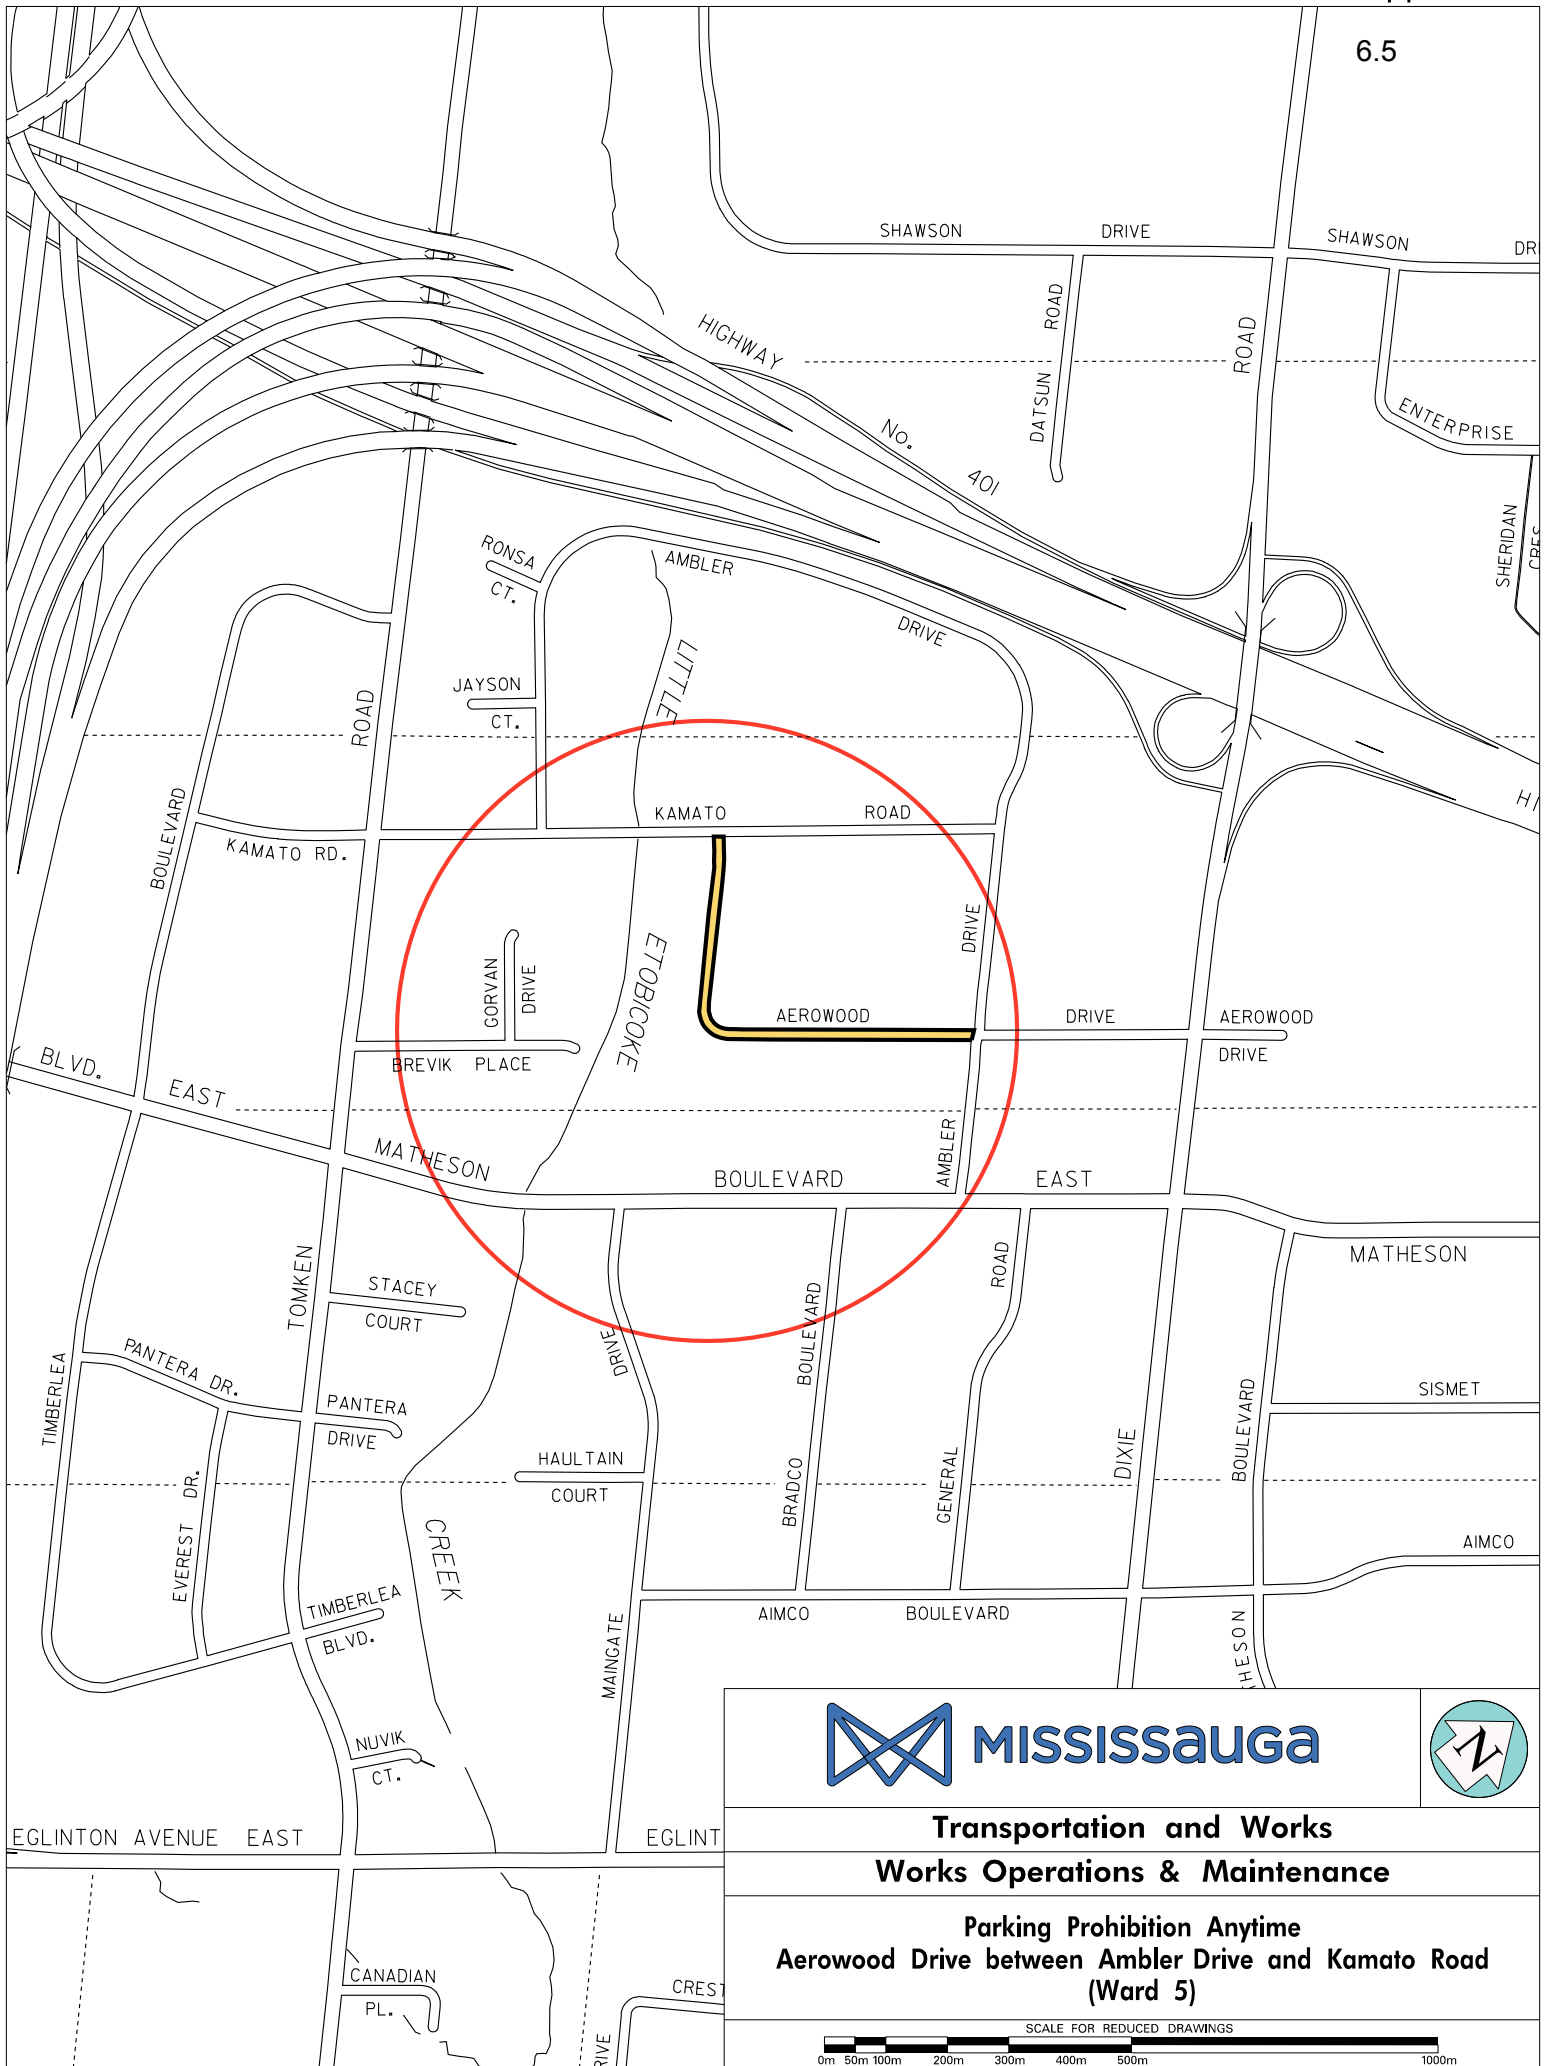 6.5
SHAWSON DRIVE
SHAWSON DRI
ROAD
DATSUN
ROAD
HIGHWAY
No.
401
ENTERPRISE
SHERIDAN
CRES
RONSA
CT.
AMBLER
DRIVE
LITTLE
JAYSON
CT.
ROAD
BOULEVARD
KAMATO ROAD
KAMATO RD.
HI
DRIVE
GORVAN
DRIVE
ETOBICOKE
AEROWOOD DRIVE AEROWOOD
DRIVE
BREVIK PLACE
BLVD.
EAST
MATHESON
BOULEVARD EAST
AMBLER
MATHESON
ROAD
TOMKEN
STACEY
COURT
BOULEVARD
DRIVE
TIMBERLEA
PANTERA DR.
PANTERA
DRIVE
SISMET
BOULEVARD
DIXIE
HAULTAIN
COURT
BRADCO
GENERAL
EVEREST DR.
CREEK
AIMCO
TIMBERLEA
BLVD.
AIMCO BOULEVARD
MAINGATE
HESON
NUVIK
CT.
EGLINTON AVENUE EAST
EGLINT
CANADIAN
PL.
CREST
RIVE
MISSISSAUGA
N
Transportation and Works
Works Operations & Maintenance
Parking Prohibition Anytime
Aerowood Drive between Ambler Drive and Kamato Road
(Ward 5)
SCALE FOR REDUCED DRAWINGS
0m 50m 100m 200m 300m 400m 500m 1000m